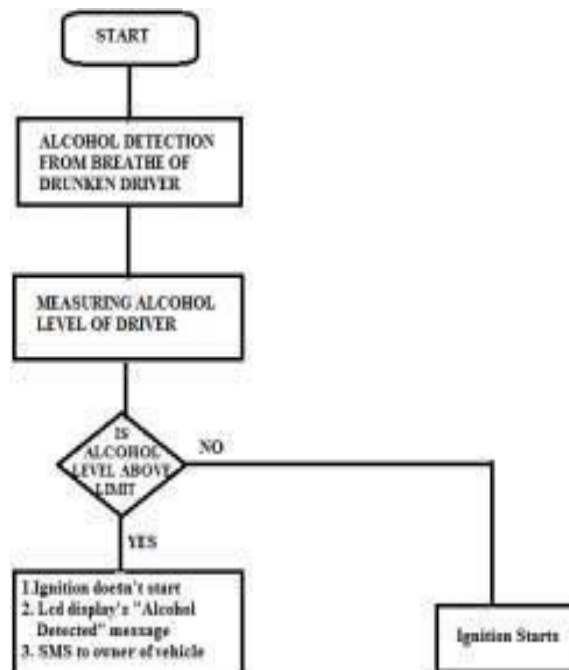 START
ALCOHOL DETECTION
FROM BREATHE OF
DRUNKEN DRIVER
MEASURING ALCOHOL
LEVEL OF DRIVER
IS
ALCOHOL
LEVEL ABOVE
LIMIT
NO
YES
1.Ignition doetn't start
2. Lcd display's "Alcohol
Detected" message
3. SMS to owner of vehicle
Ignition Starts